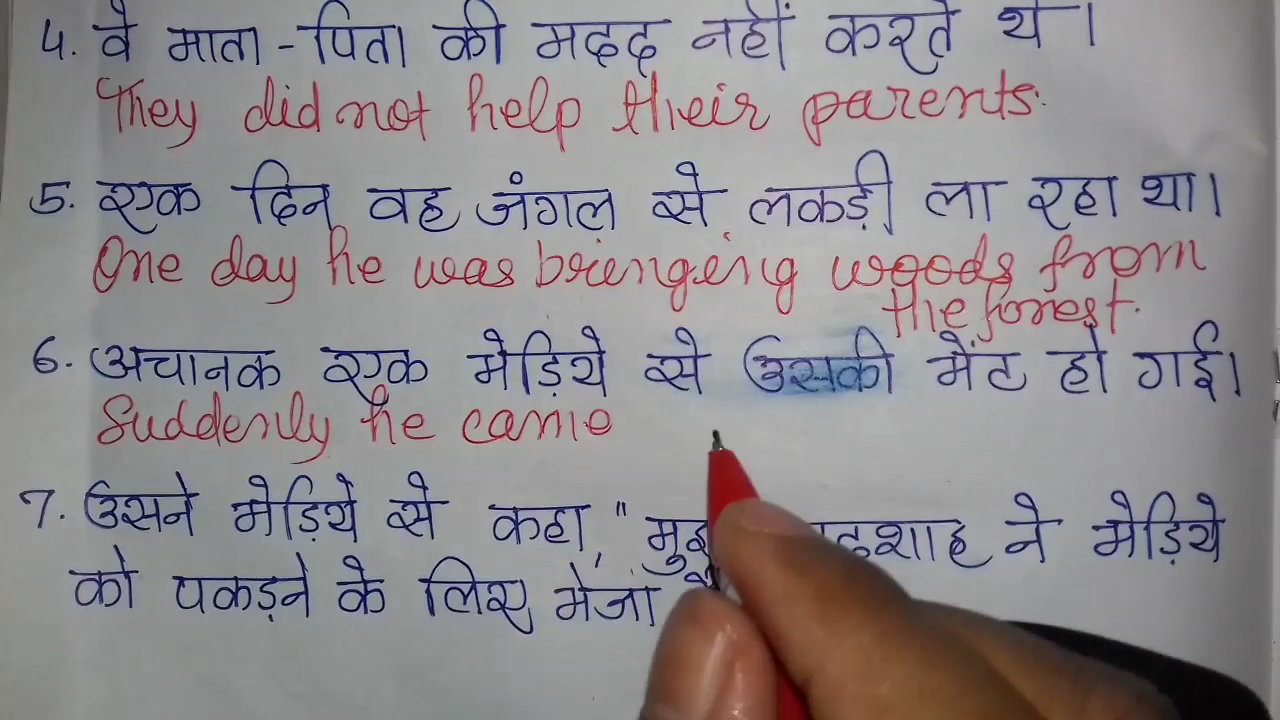 4. वे माता - पिता की मदद नहीं करते थे।
They did not help their parents.
5. एक दिन वह जंगल से लकड़ी ला रहा था।
One day he was bringing woods from
the forest.
6. अचानक एक भेड़िये से उसकी भेंट हो गई।
Suddenly he came
7. उसने भेड़िये से कहा, " ने भेड़िये
को पकड़ने के लिए भेजा